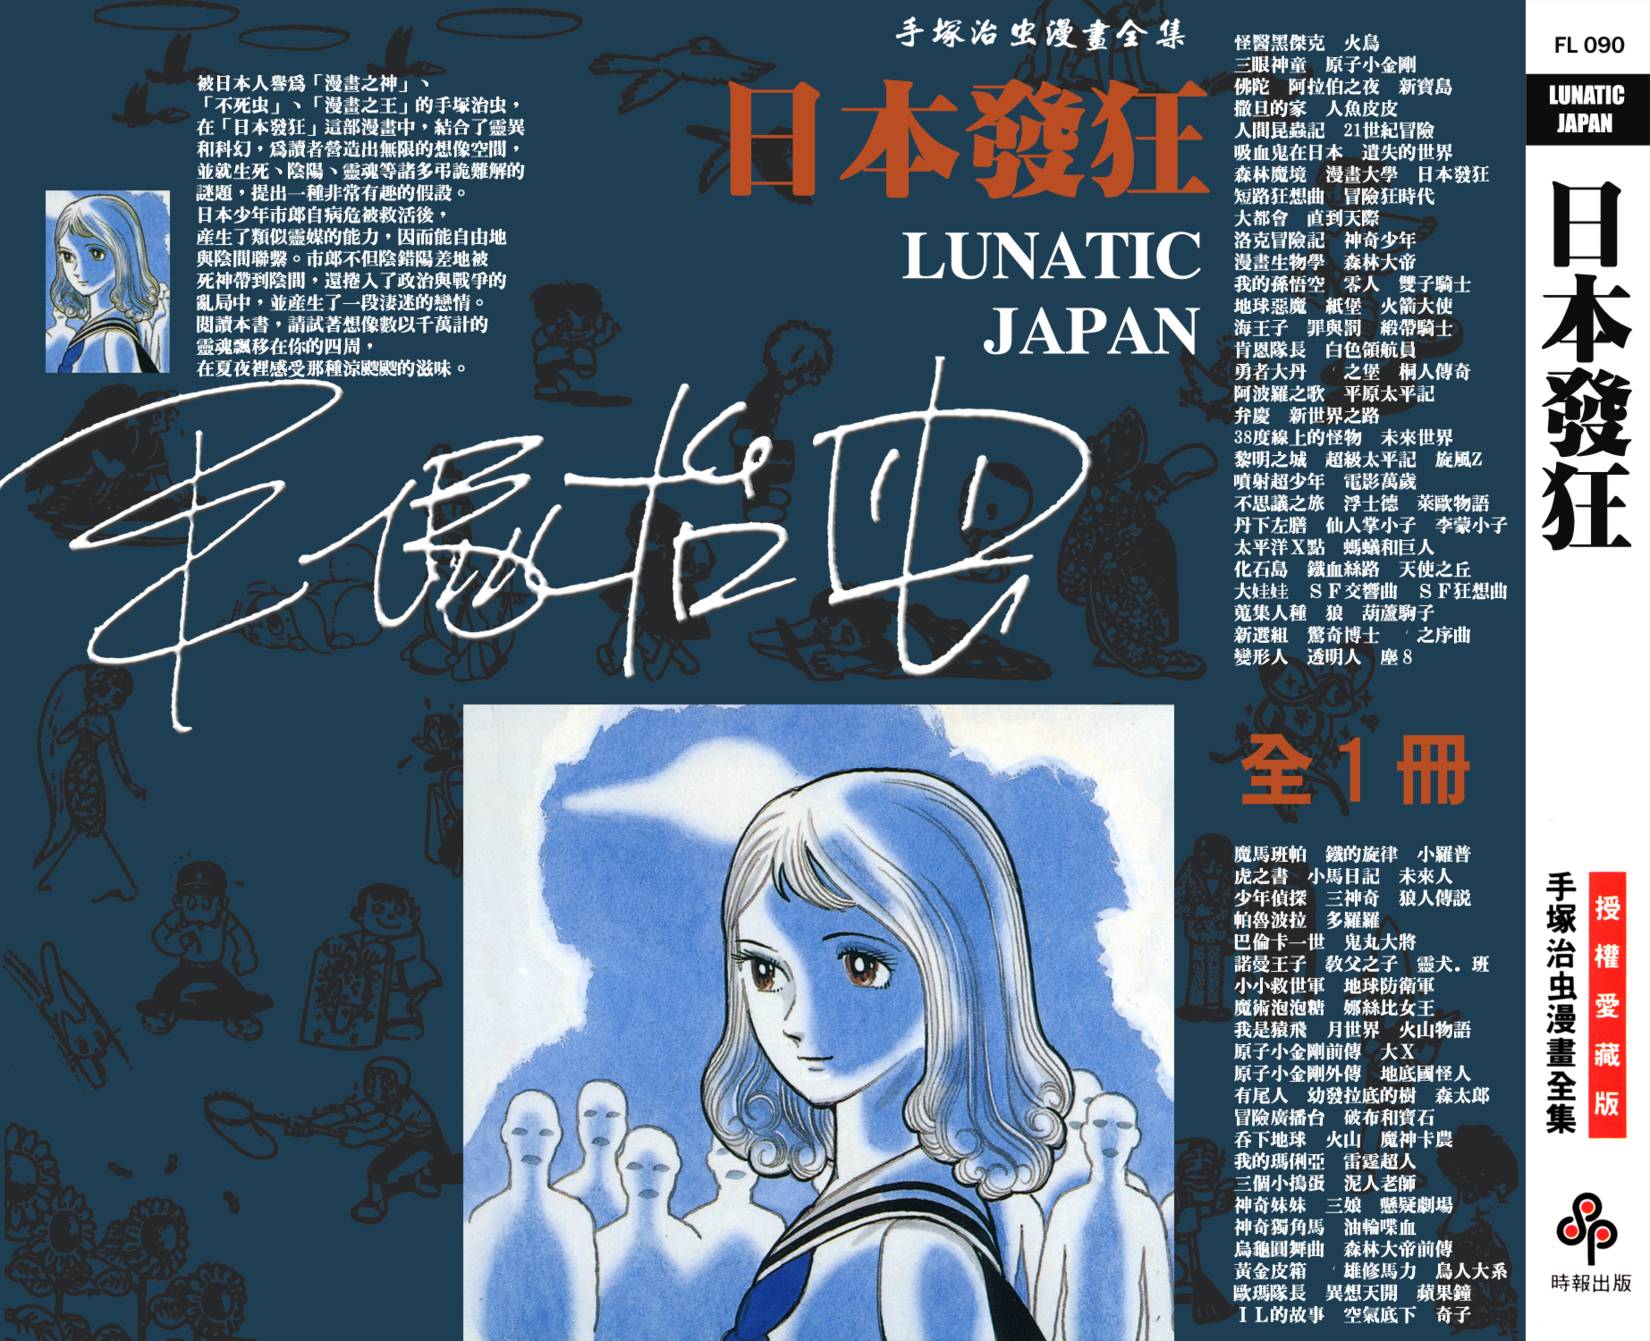 手塚治虫漫畫全集
日本發狂
LUNATIC
JAPAN
被日本人譽爲「漫畫之神」、
「不死虫」、「漫畫之王」的手塚治虫，
在「日本發狂」這部漫畫中，結合了靈異
和科幻，爲讀者營造出無限的想像空間，
並就生死、陰陽、靈魂等諸多弔詭難解的
謎題，提出一種非常有趣的假設。
日本少年市郎自病危被救活後，
産生了類似靈媒的能力，因而能自由地
與陰間聯繫。市郎不但陰錯陽差地被
死神帶到陰間，還捲入了政治與戰爭的
亂局中，並産生了一段淒迷的戀情。
閱讀本書，請試著想像數以千萬計的
靈魂飄移在你的四周，
在夏夜裡感受那種涼颼颼的滋味。
手塚治虫
怪醫黑傑克　火鳥
三眼神童　原子小金剛
佛陀　阿拉伯之夜　新寶島
撒旦的家　人魚皮皮
人間昆蟲記　21世紀冒險
吸血鬼在日本　遺失的世界
森林魔境　漫畫大學　日本發狂
短路狂想曲　冒險狂時代
大都會　直到天際
洛克冒險記　神奇少年
漫畫生物學　森林大帝
我的孫悟空　零人　雙子騎士
地球惡魔　紙堡　火箭大使
海王子　罪與罰　緞帶騎士
肯恩隊長　白色領航員
勇者大丹　之堡　桐人傳奇
阿波羅之歌　平原太平記
弁慶　新世界之路
38度線上的怪物　未來世界
黎明之城　超級太平記　旋風Z
噴射超少年　電影萬歲
不思議之旅　浮士德　萊歐物語
丹下左膳　仙人掌小子　李蒙小子
太平洋Ｘ點　螞蟻和巨人
化石島　鐵血絲路　天使之丘
大娃娃　ＳＦ交響曲　ＳＦ狂想曲
蒐集人種　狼　葫蘆駒子
新選組　驚奇博士　之序曲
變形人　透明人　塵８
全1冊
魔馬班帕　鐵的旋律　小羅普
虎之書　小馬日記　未來人
少年偵探　三神奇　狼人傳說
帕魯波拉　多羅羅
巴倫卡一世　鬼丸大將
諾曼王子　教父之子　靈犬．班
小小救世軍　地球防衛軍
魔術泡泡糖　娜絲比女王
我是猿飛　月世界　火山物語
原子小金剛前傳　大Ｘ
原子小金剛外傳　地底國怪人
有尾人　幼發拉底的樹　森太郎
冒險廣播台　破布和寶石
吞下地球　火山　魔神卡農
我的瑪俐亞　雷霆超人
三個小搗蛋　泥人老師
神奇妹妹　三娘　懸疑劇場
神奇獨角馬　油輪喋血
烏龜圓舞曲　森林大帝前傳
黃金皮箱　雄修馬力　鳥人大系
歐瑪隊長　異想天開　蘋果鐘
ＩＬ的故事　空氣底下　奇子
FL 090
LUNATIC
JAPAN
日本發狂
手塚治虫漫畫全集
授權愛藏版
時報出版